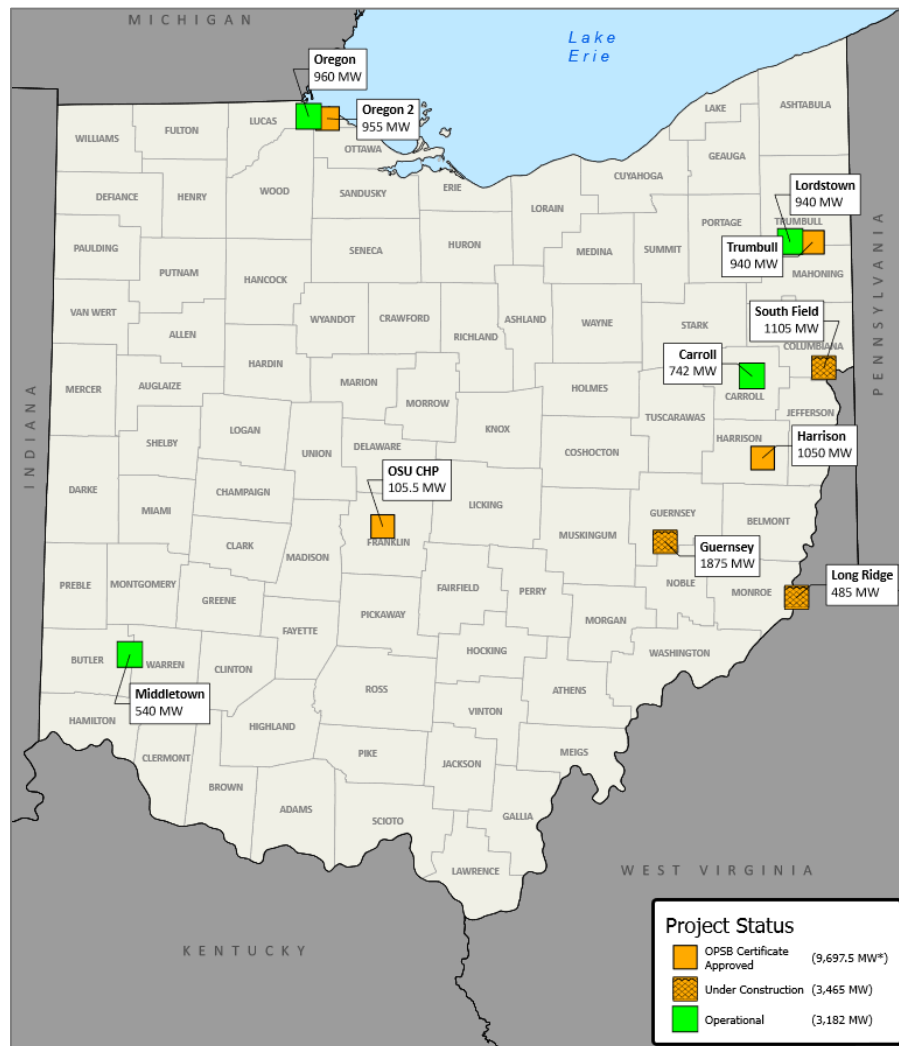 MICHIGAN
Lake
Erie
Oregon
960 MW
Oregon 2
955 MW
LAKE
ASHTABULA
WILLIAMS
FULTON
LUCAS
OTTAWA
GEAUGA
CUYAHOGA
DEFIANCE
HENRY
WOOD
SANDUSKY
ERIE
LORAIN
Lordstown
940 MW
TRUMBULL
PORTAGE
PAULDING
SENECA
HURON
MEDINA
SUMMIT
Trumbull
940 MW
MAHONING
PUTNAM
HANCOCK
VAN WERT
ALLEN
WYANDOT
CRAWFORD
RICHLAND
ASHLAND
WAYNE
STARK
South Field
1105 MW
COLUMBIANA
HARDIN
Carroll
742 MW
CARROLL
MERCER
AUGLAIZE
MARION
MORROW
HOLMES
TUSCARAWAS
JEFFERSON
PENNSYLVANIA
INDIANA
SHELBY
LOGAN
UNION
DELAWARE
KNOX
COSHOCTON
HARRISON
Harrison
1050 MW
OSU CHP
105.5 MW
DARKE
CHAMPAIGN
LICKING
MIAMI
GUERNSEY
BELMONT
MUSKINGUM
FRANKLIN
CLARK
MADISON
Guernsey
1875 MW
PREBLE
MONTGOMERY
GREENE
FAIRFIELD
PERRY
NOBLE
MONROE
Long Ridge
485 MW
FAYETTE
PICKAWAY
MORGAN
BUTLER
WARREN
CLINTON
HOCKING
WASHINGTON
Middletown
540 MW
ROSS
ATHENS
HAMILTON
HIGHLAND
VINTON
CLERMONT
PIKE
MEIGS
BROWN
JACKSON
ADAMS
SCIOTO
GALLIA
LAWRENCE
WEST VIRGINIA
KENTUCKY
Project Status
OPSB Certificate
Approved (9,697.5 MW*)
Under Construction (3,465 MW)
Operational (3,182 MW)